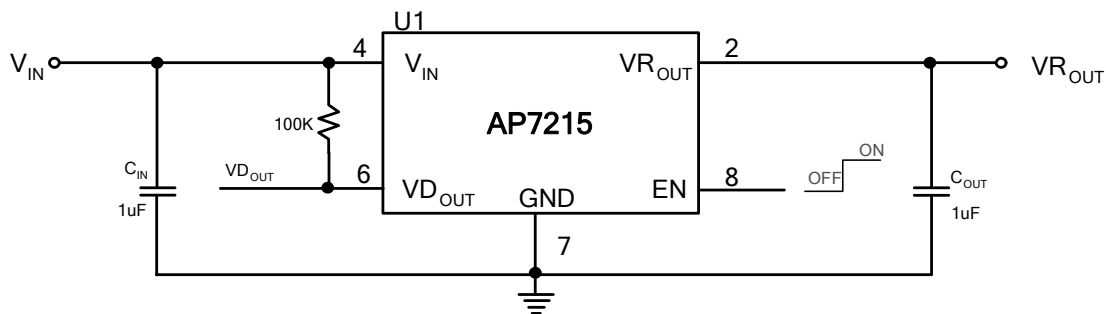 U1
V_IN
4
V_IN
VR_OUT
2
VR_OUT
100K
AP7215
C_IN
1uF
VD_OUT
6
VD_OUT
GND
EN
8
OFF
ON
C_OUT
1uF
7